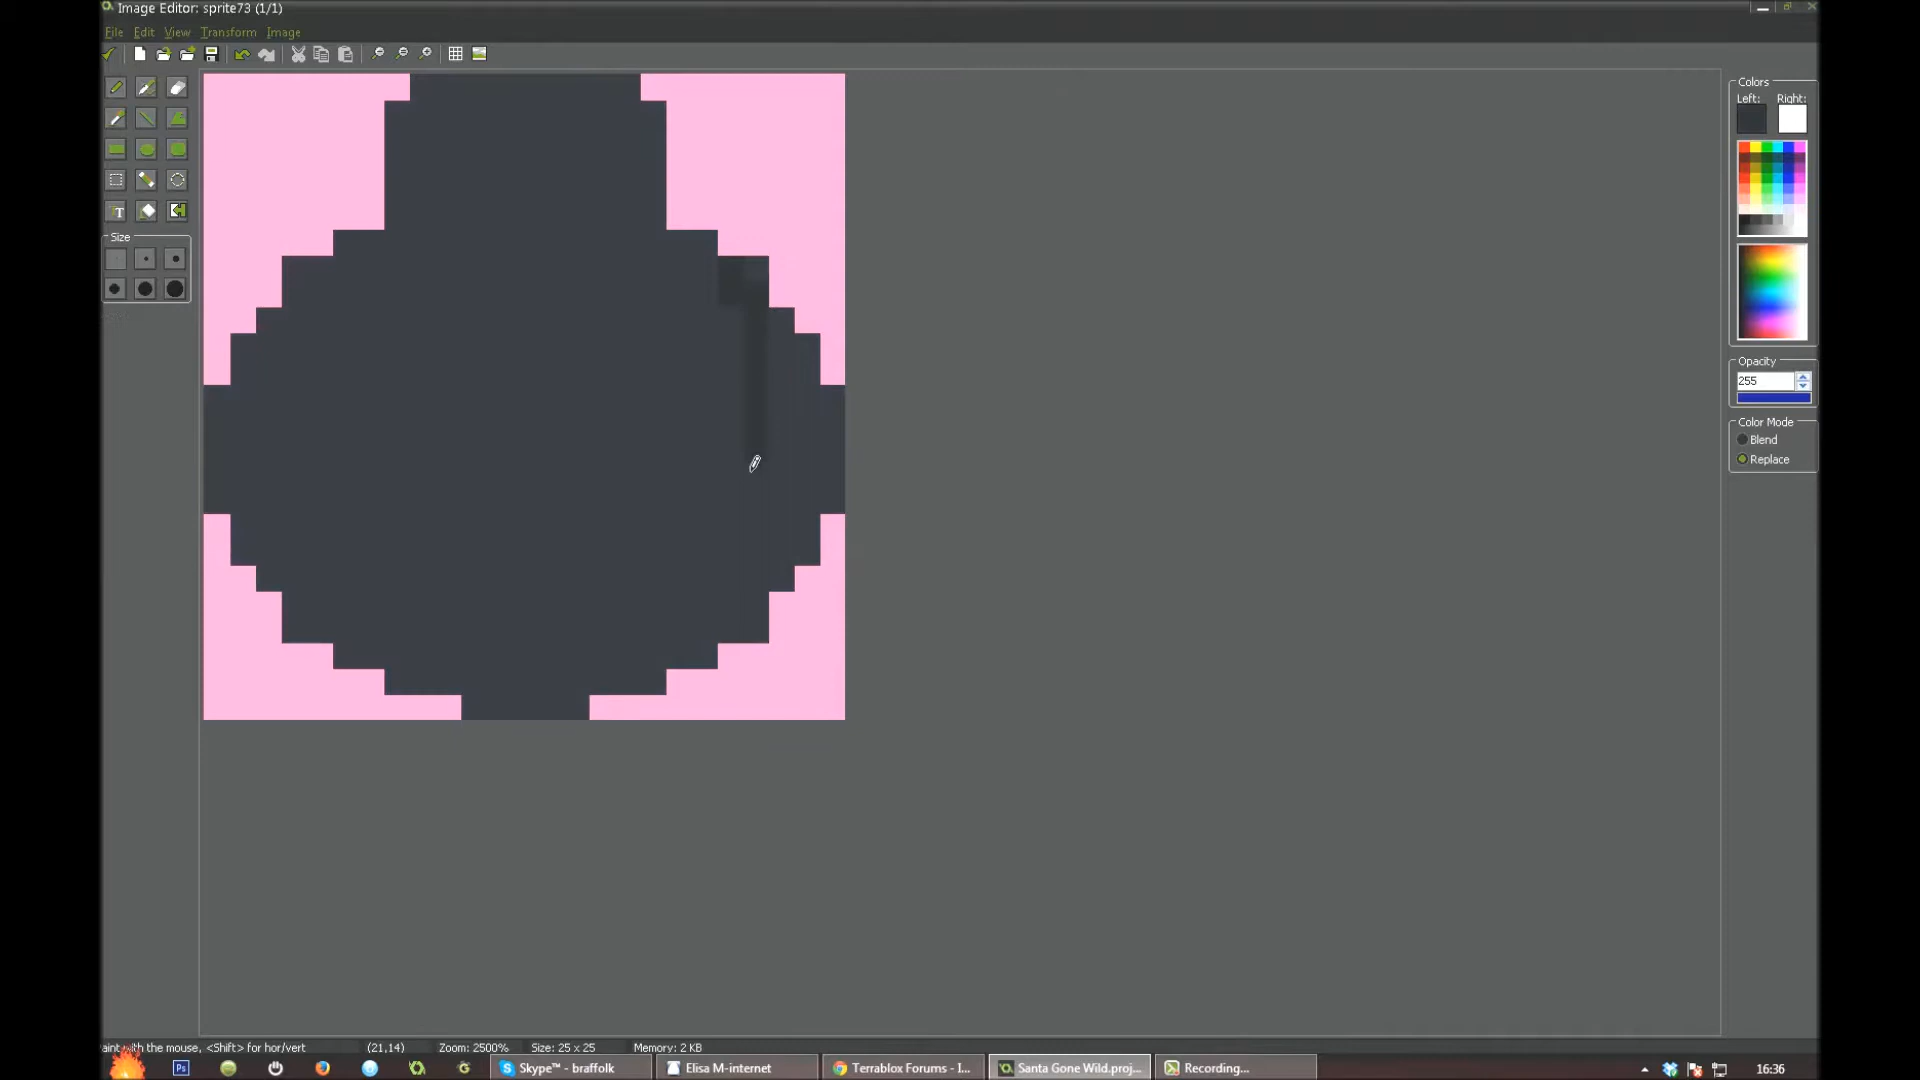 Image Editor: sprite73 (1/1)
File Edit View Transform Image
Colors
Left: Right:
T
Size
Opacity
255
Color Mode
Blend
Replace
aint with the mouse, <Shift> for hor/vert (21,14) Zoom: 2500% Size: 25 x 25 Memory: 2 KB
Ps Skype™ - braffolk Elisa M-internet Terrablox Forums - I... Santa Gone Wild.proj... Recording... 16:36